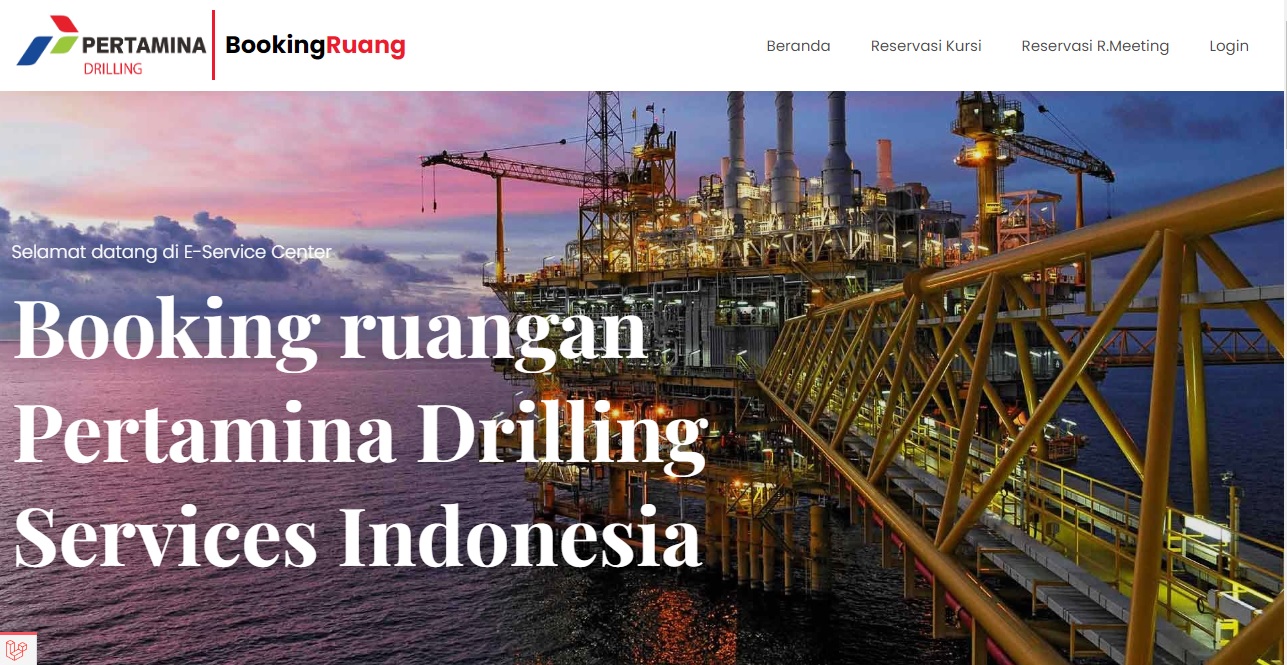 PERTAMINA
DRILLING
BookingRuang
Beranda
Reservasi Kursi
Reservasi R.Meeting
Login
Selamat datang di E-Service Center
Booking ruangan
Pertamina Drilling
Services Indonesia